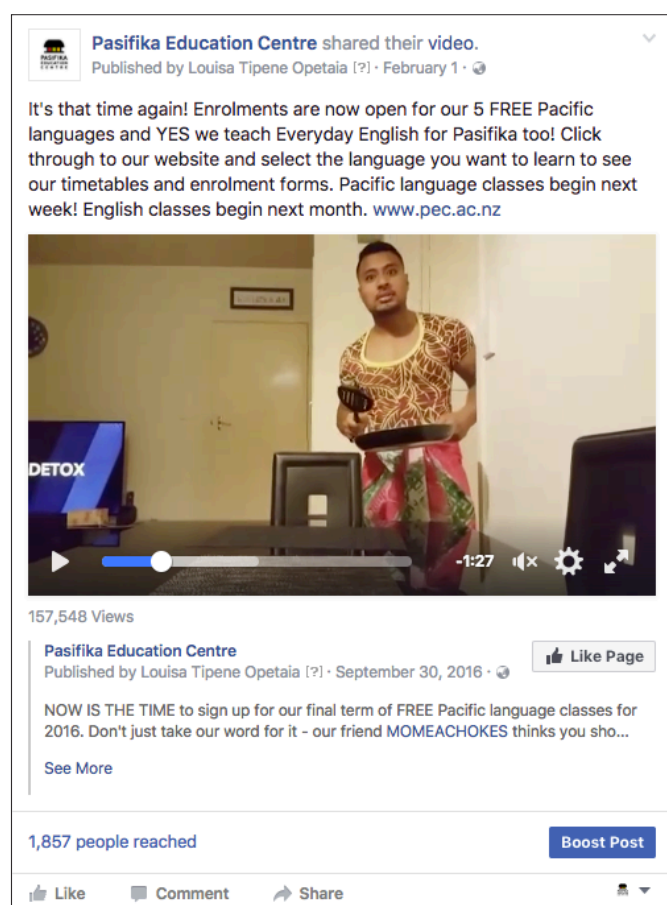 Pasifika Education Centre shared their video.
PASIFIKA
EDUCATION
CENTRE
Published by Louisa Tipene Opetaia [?] · February 1 ·
It's that time again! Enrolments are now open for our 5 FREE Pacific
languages and YES we teach Everyday English for Pasifika too! Click
through to our website and select the language you want to learn to see
our timetables and enrolment forms. Pacific language classes begin next
week! English classes begin next month. www.pec.ac.nz
DETOX
-1:27
157,548 Views
Pasifika Education Centre
Like Page
Published by Louisa Tipene Opetaia [?] · September 30, 2016 ·
NOW IS THE TIME to sign up for our final term of FREE Pacific language classes for
2016. Don't just take our word for it - our friend MOMEACHOKES thinks you sho...
See More
1,857 people reached
Boost Post
Like Comment Share